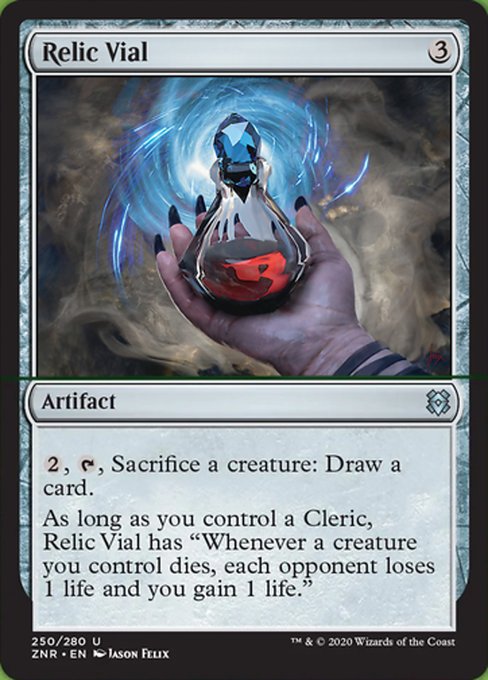 Relic Vial 3
Artifact
2, T, Sacrifice a creature: Draw a
card.
As long as you control a Cleric,
Relic Vial has “Whenever a creature
you control dies, each opponent loses
1 life and you gain 1 life.”
250/280 U
ZNR • EN Jason Felix
™ & © 2020 Wizards of the Coast